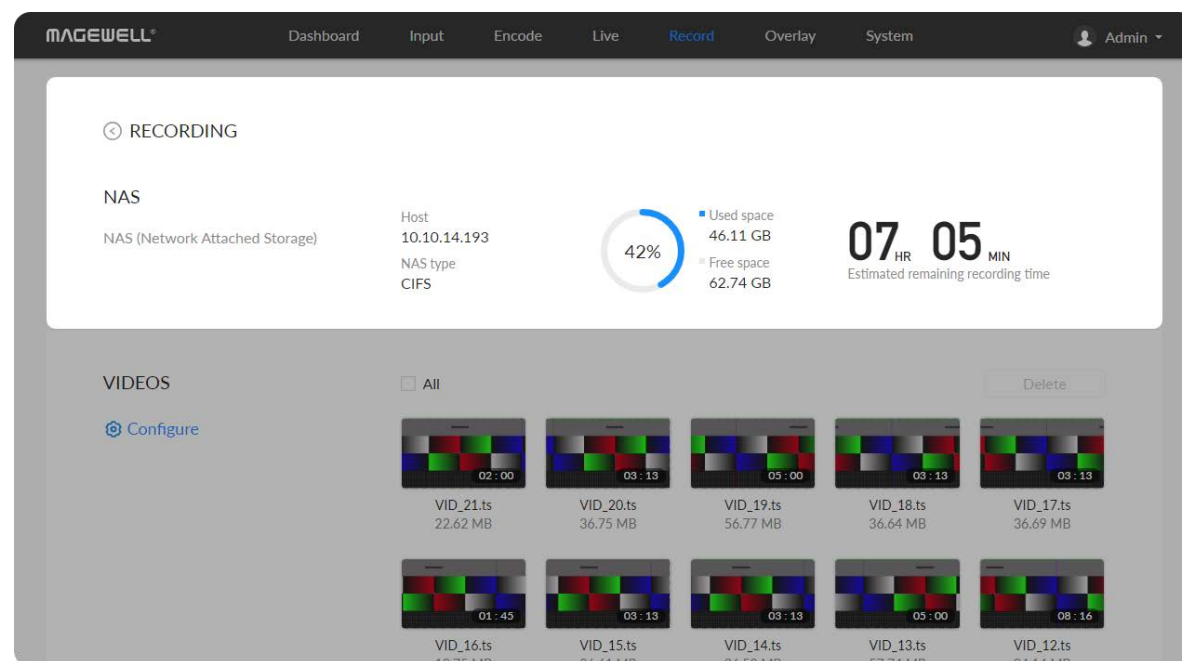 MAGEWELL®
Dashboard Input Encode Live Record Overlay System Admin
RECORDING
NAS
NAS (Network Attached Storage)
Host
10.10.14.193
NAS type
CIFS
42%
Used space
46.11 GB
Free space
62.74 GB
07 HR 05 MIN
Estimated remaining recording time
VIDEOS
Configure
All
Delete
02 : 00 03 : 13 05 : 00 03 : 13 03 : 13
VID_21.ts VID_20.ts VID_19.ts VID_18.ts VID_17.ts
22.62 MB 36.75 MB 56.77 MB 36.64 MB 36.69 MB
01 : 45 03 : 13 03 : 13 05 : 00 08 : 16
VID_16.ts VID_15.ts VID_14.ts VID_13.ts VID_12.ts